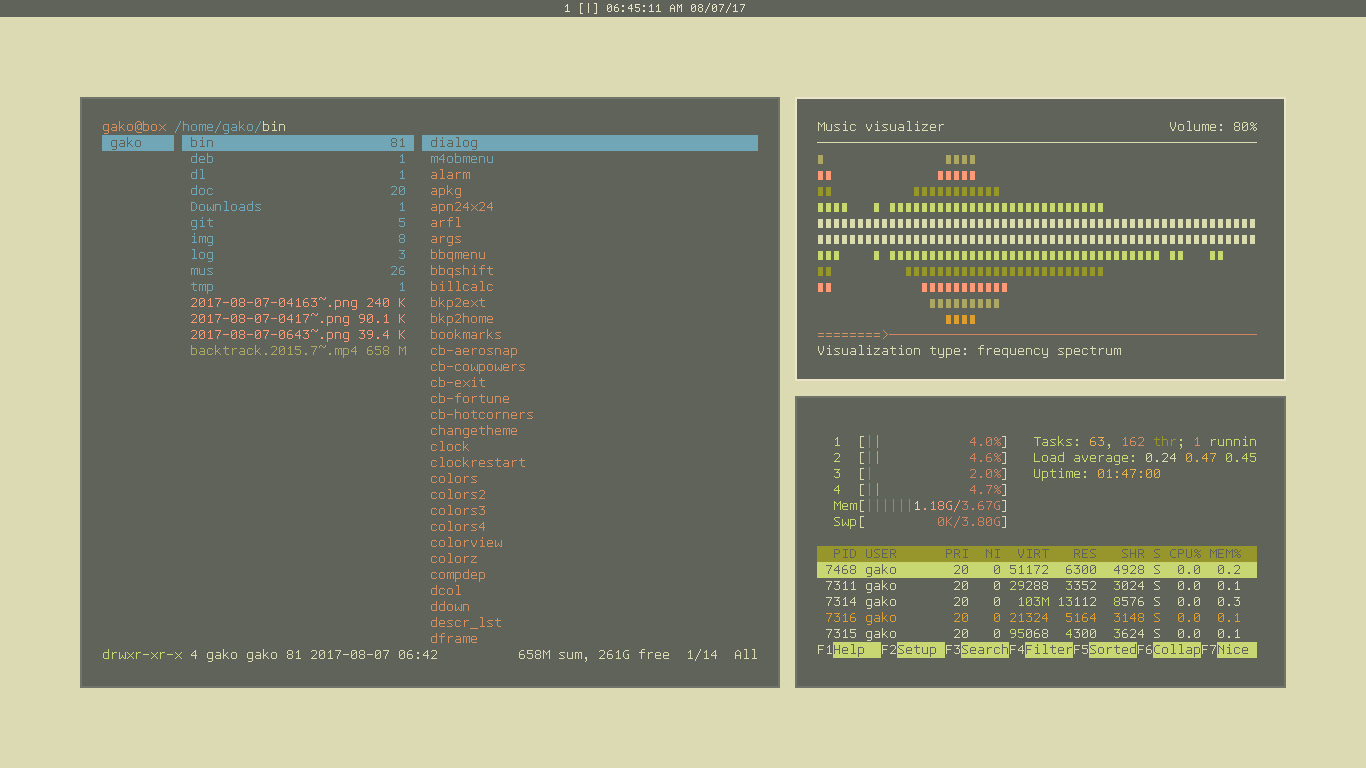 1 [|] 06:45:11 AM 08/07/17
gako@box /home/gako/bin
gako
bin 81
deb 1
dl 1
doc 20
Downloads 1
git 5
img 8
log 3
mus 26
tmp 1
2017-08-07-04163~.png 240 K
2017-08-07-0417~.png 90.1 K
2017-08-07-0643~.png 39.4 K
backtrack.2015.7~.mp4 658 M
dialog
m4obmenu
alarm
apkg
apn24x24
arfl
args
bbqmenu
bbqshift
billcalc
bkp2ext
bkp2home
bookmarks
cb-aerosnap
cb-cowpowers
cb-exit
cb-fortune
cb-hotcorners
changetheme
clock
clockrestart
colors
colors2
colors3
colors4
colorview
colorz
compdep
dcol
ddown
descr_lst
dframe
drwxr-xr-x 4 gako gako 81 2017-08-07 06:42 658M sum, 261G free 1/14 All
Music visualizer Volume: 80%
========>
Visualization type: frequency spectrum
1 [|| 4.0%] Tasks: 63, 162 thr; 1 runnin
2 [|| 4.6%] Load average: 0.24 0.47 0.45
3 [| 2.0%] Uptime: 01:47:00
4 [|| 4.7%]
Mem[||||||1.18G/3.67G]
Swp[ 0K/3.80G]
PID USER PRI NI VIRT RES SHR S CPU% MEM%
7468 gako 20 0 51172 6300 4928 S 0.0 0.2
7311 gako 20 0 29288 3352 3024 S 0.0 0.1
7314 gako 20 0 103M 13112 8576 S 0.0 0.3
7316 gako 20 0 21324 5164 3148 S 0.0 0.1
7315 gako 20 0 95068 4300 3624 S 0.0 0.1
F1Help F2Setup F3SearchF4FilterF5SortedF6CollapF7Nice